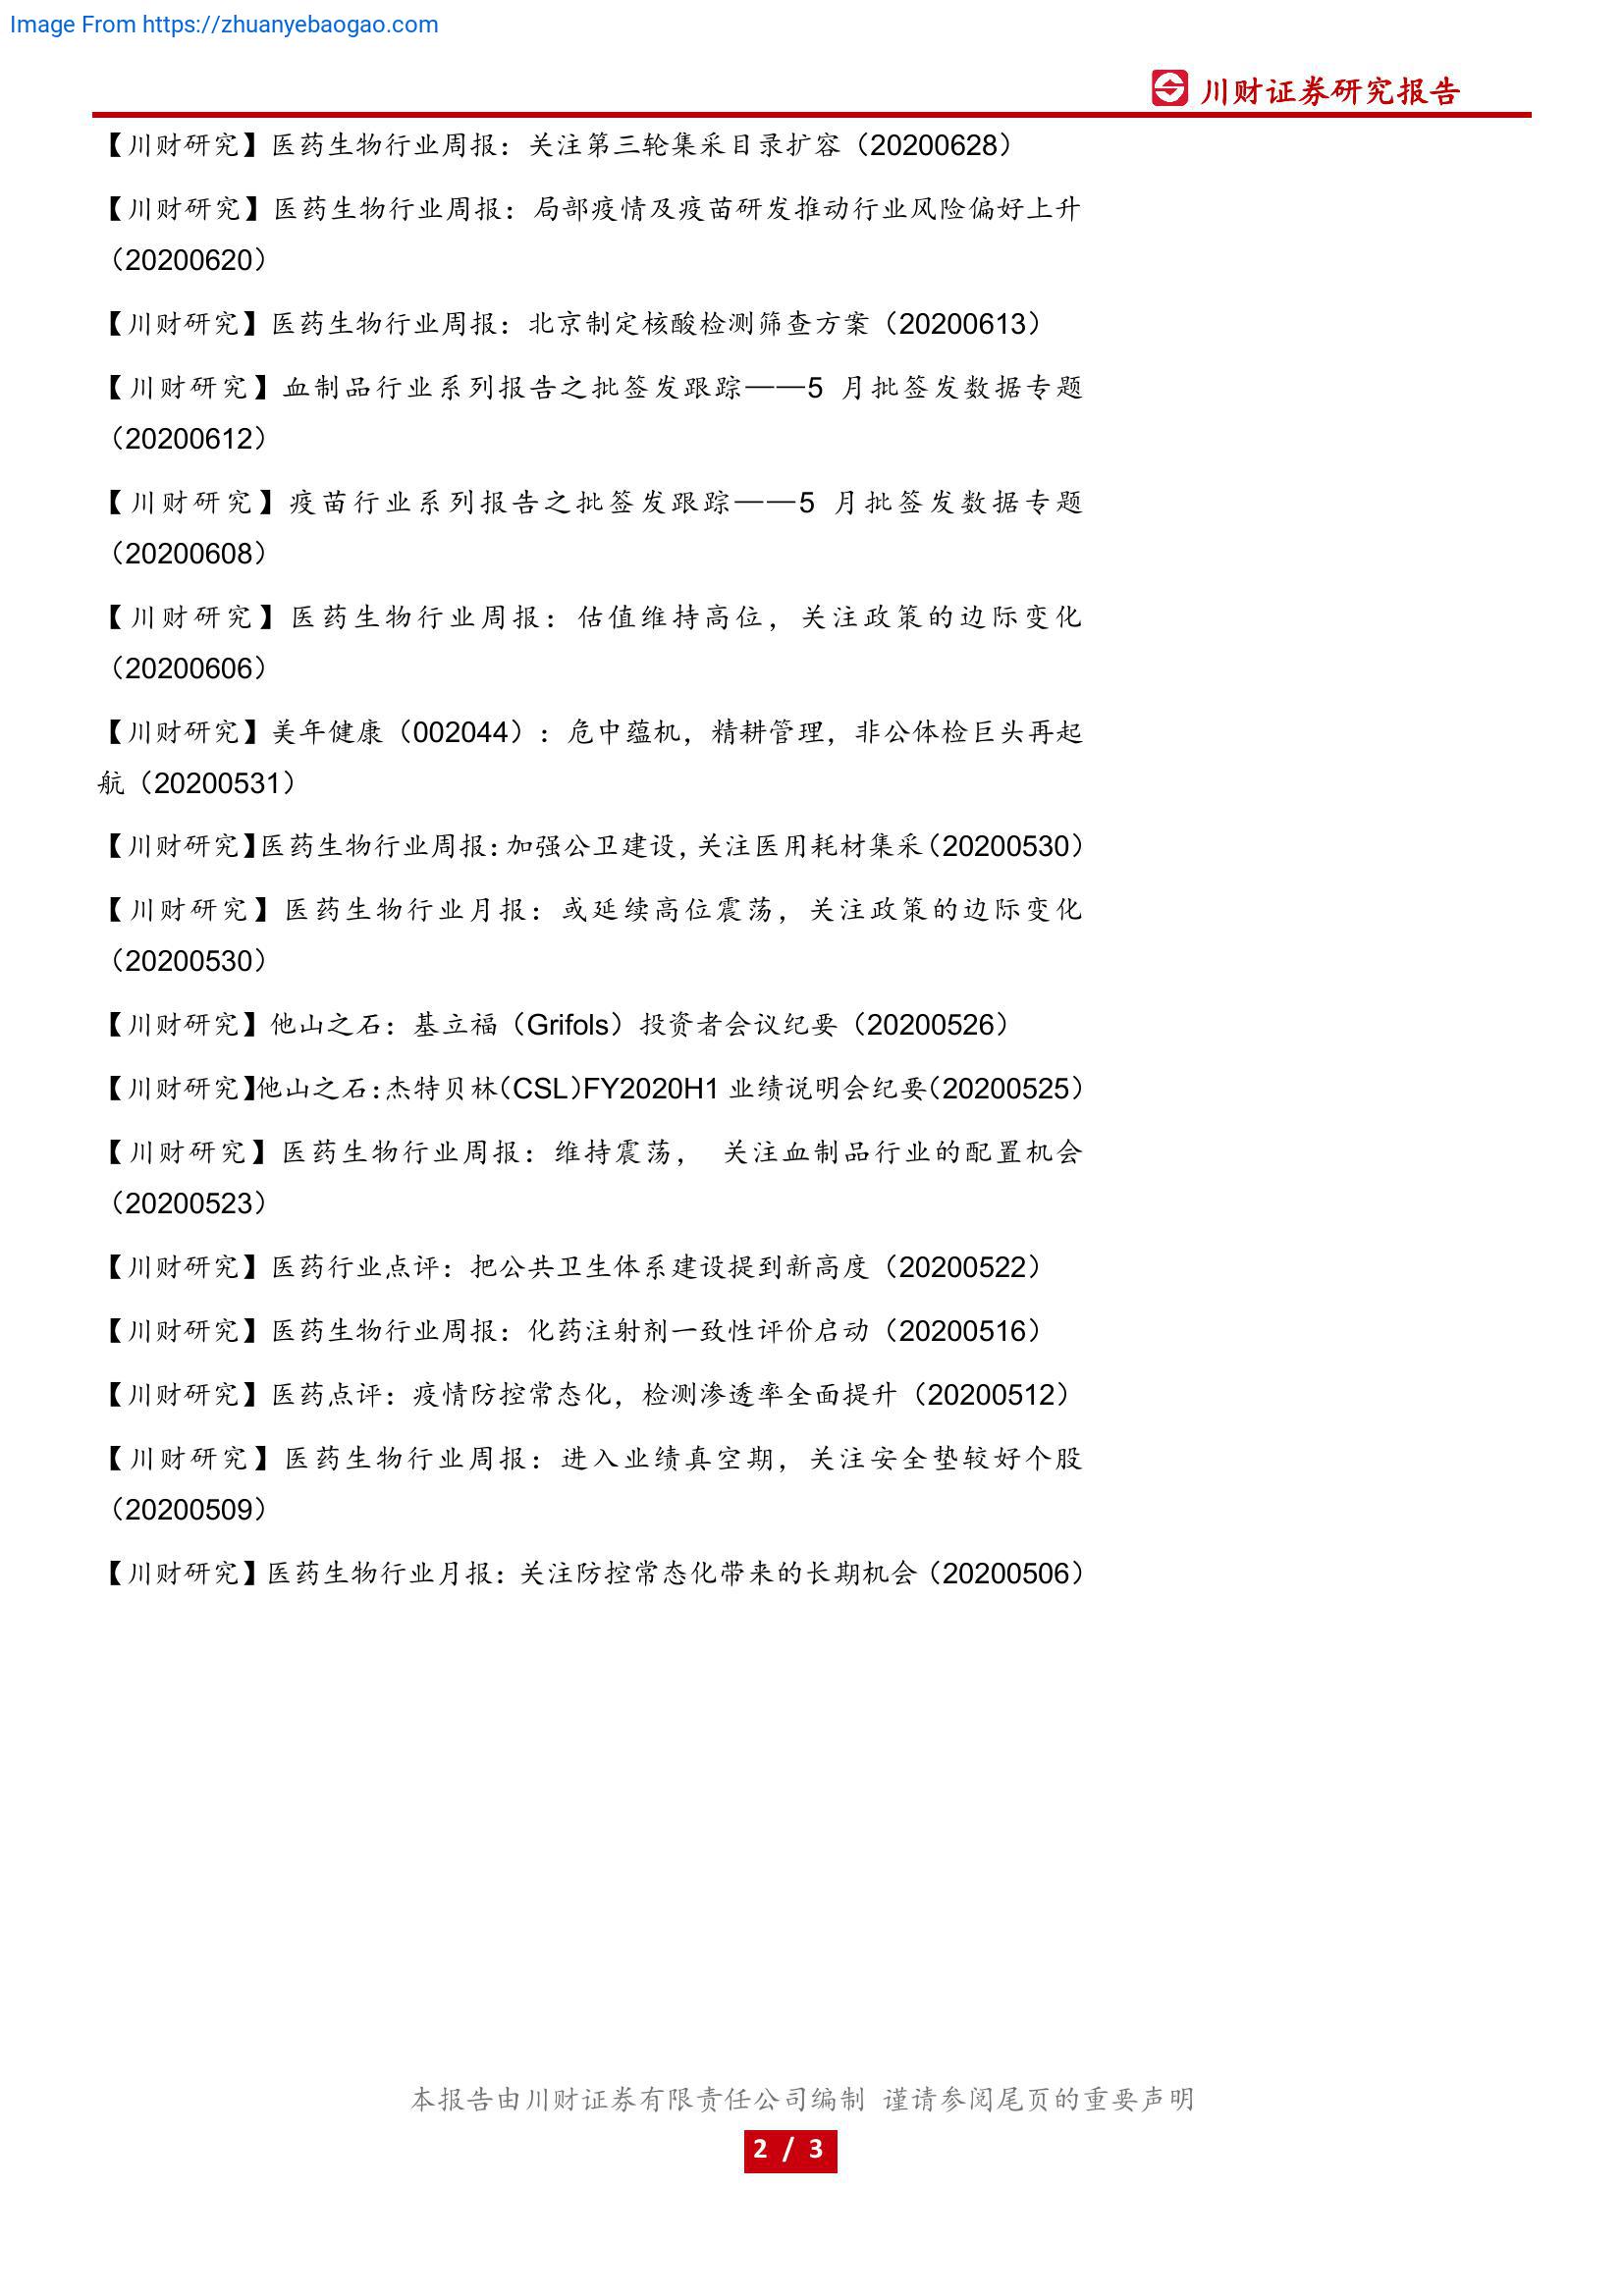 Image From https://zhuanyebaogao.com
川财证券研究报告
【川财研究】医药生物行业周报：关注第三轮集采目录扩容（20200628）
【川财研究】医药生物行业周报：局部疫情及疫苗研发推动行业风险偏好上升
（20200620）
【川财研究】医药生物行业周报：北京制定核酸检测筛查方案（20200613）
【川财研究】血制品行业系列报告之批签发跟踪——5 月批签发数据专题
（20200612）
【川财研究】疫苗行业系列报告之批签发跟踪——5 月批签发数据专题
（20200608）
【川财研究】医药生物行业周报：估值维持高位，关注政策的边际变化
（20200606）
【川财研究】美年健康（002044）：危中蕴机，精耕管理，非公体检巨头再起
航（20200531）
【川财研究】医药生物行业周报：加强公卫建设，关注医用耗材集采（20200530）
【川财研究】医药生物行业月报：或延续高位震荡，关注政策的边际变化
（20200530）
【川财研究】他山之石：基立福（Grifols）投资者会议纪要（20200526）
【川财研究】他山之石：杰特贝林（CSL）FY2020H1 业绩说明会纪要（20200525）
【川财研究】医药生物行业周报：维持震荡， 关注血制品行业的配置机会
（20200523）
【川财研究】医药行业点评：把公共卫生体系建设提到新高度（20200522）
【川财研究】医药生物行业周报：化药注射剂一致性评价启动（20200516）
【川财研究】医药点评：疫情防控常态化，检测渗透率全面提升（20200512）
【川财研究】医药生物行业周报：进入业绩真空期，关注安全垫较好个股
（20200509）
【川财研究】医药生物行业月报：关注防控常态化带来的长期机会（20200506）
本报告由川财证券有限责任公司编制 谨请参阅尾页的重要声明
2 / 3